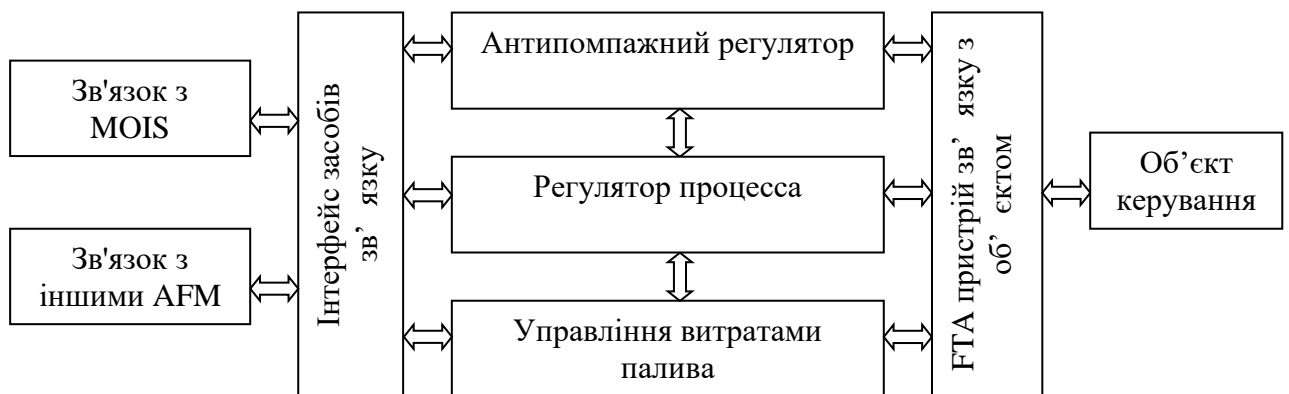 Зв'язок з
MOIS
Зв'язок з
іншими AFM
Інтерфейс засобів
зв’ язку
Антипомпажний регулятор
Регулятор процесса
Управління витратами
палива
FTA пристрій зв’ язку з
об’ єктом
Об’єкт
керування